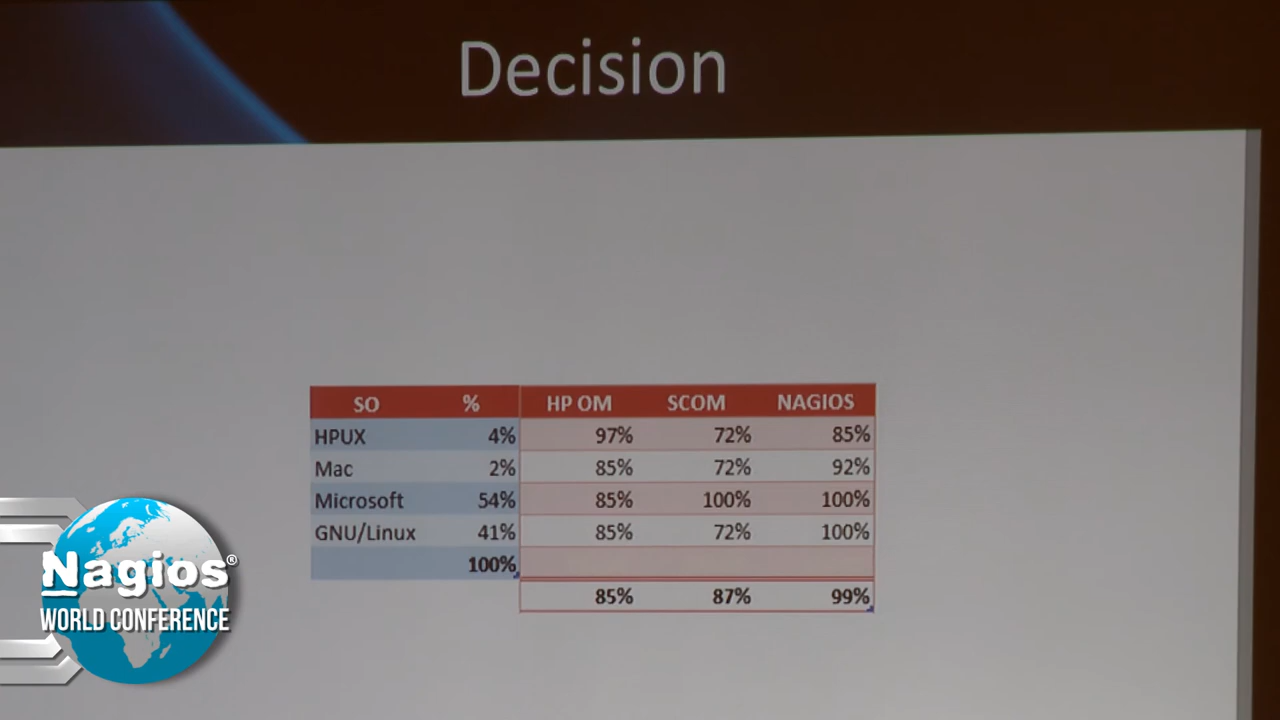 Decision
SO % HP OM SCOM NAGIOS
HPUX 4% 97% 72% 85%
Mac 2% 85% 72% 92%
Microsoft 54% 85% 100% 100%
GNU/Linux 41% 85% 72% 100%
100%
85% 87% 99%
Nagios®
WORLD CONFERENCE